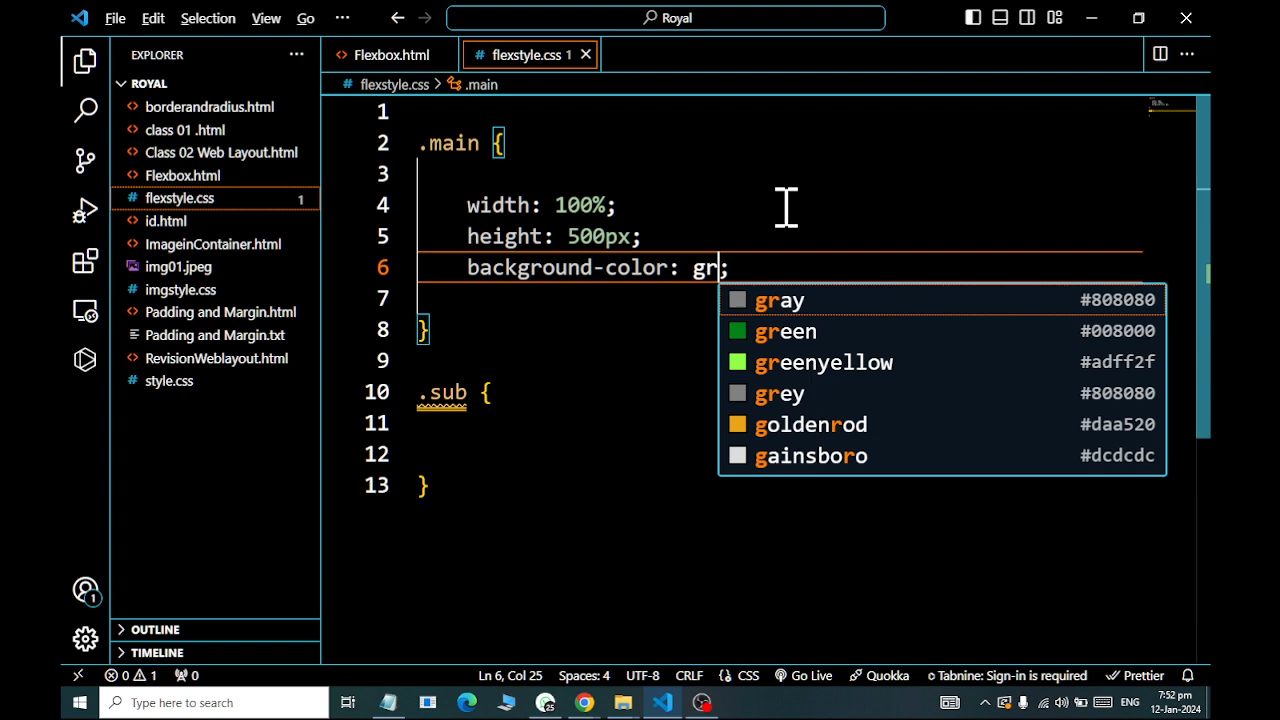 File Edit Selection View Go ··· Royal
EXPLORER ···
ROYAL
borderandradius.html
class 01 .html
Class 02 Web Layout.html
Flexbox.html
flexstyle.css 1
id.html
ImageinContainer.html
img01.jpeg
imgstyle.css
Padding and Margin.html
Padding and Margin.txt
RevisionWeblayout.html
style.css
OUTLINE
TIMELINE
Flexbox.html # flexstyle.css 1
# flexstyle.css > .main
1
2 .main {
3
4 width: 100%;
5 height: 500px;
6 background-color: gr;
7
8 }
9
10 .sub {
11
12
13 }
gray #808080
green #008000
greenyellow #adff2f
grey #808080
goldenrod #daa520
gainsboro #dcdcdc
1
0 1 0 Ln 6, Col 25 Spaces: 4 UTF-8 CRLF CSS Go Live Quokka Tabnine: Sign-in is required Prettier
Type here to search ENG 7:52 pm
12-Jan-2024